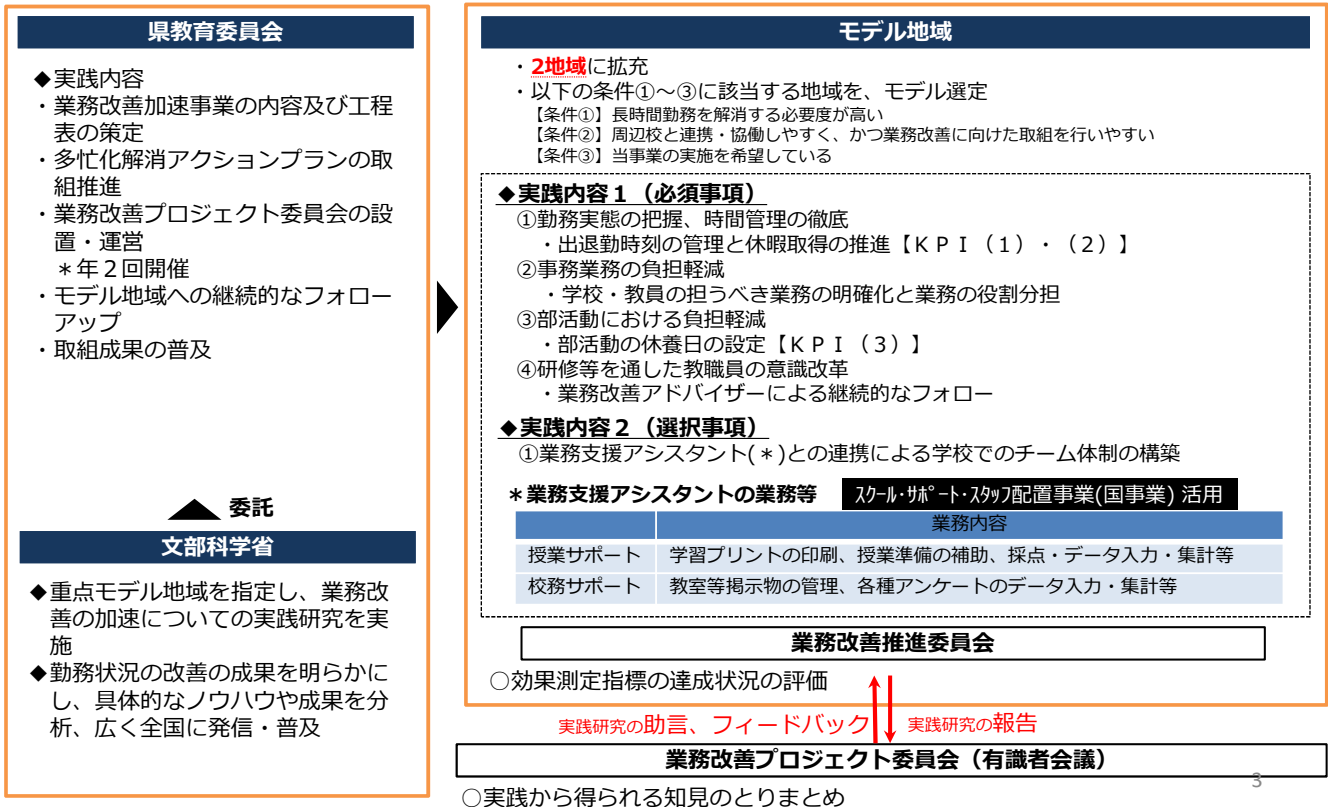 県教育委員会
◆実践内容
・業務改善加速事業の内容及び工程
表の策定
・多忙化解消アクションプランの取
組推進
・業務改善プロジェクト委員会の設
置・運営
＊年２回開催
・モデル地域への継続的なフォロー
アップ
・取組成果の普及
委託
文部科学省
◆重点モデル地域を指定し、業務改
善の加速についての実践研究を実
施
◆勤務状況の改善の成果を明らかに
し、具体的なノウハウや成果を分
析、広く全国に発信・普及
モデル地域
・2地域に拡充
・以下の条件①～③に該当する地域を、モデル選定
【条件①】長時間勤務を解消する必要度が高い
【条件②】周辺校と連携・協働しやすく、かつ業務改善に向けた取組を行いやすい
【条件③】当事業の実施を希望している
◆実践内容１（必須事項）
①勤務実態の把握、時間管理の徹底
・出退勤時刻の管理と休暇取得の推進【ＫＰＩ（１）・（２）】
②事務業務の負担軽減
・学校・教員の担うべき業務の明確化と業務の役割分担
③部活動における負担軽減
・部活動の休養日の設定【ＫＰＩ（３）】
④研修等を通した教職員の意識改革
・業務改善アドバイザーによる継続的なフォロー
◆実践内容２（選択事項）
①業務支援アシスタント(＊)との連携による学校でのチーム体制の構築
＊業務支援アシスタントの業務等 ｽｸｰﾙ･ｻﾎﾟｰﾄ･ｽﾀｯﾌ配置事業(国事業) 活用
業務内容
授業サポート 学習プリントの印刷、授業準備の補助、採点・データ入力・集計等
校務サポート 教室等掲示物の管理、各種アンケートのデータ入力・集計等
業務改善推進委員会
○効果測定指標の達成状況の評価
実践研究の助言、フィードバック 実践研究の報告
業務改善プロジェクト委員会（有識者会議）
3
○実践から得られる知見のとりまとめ